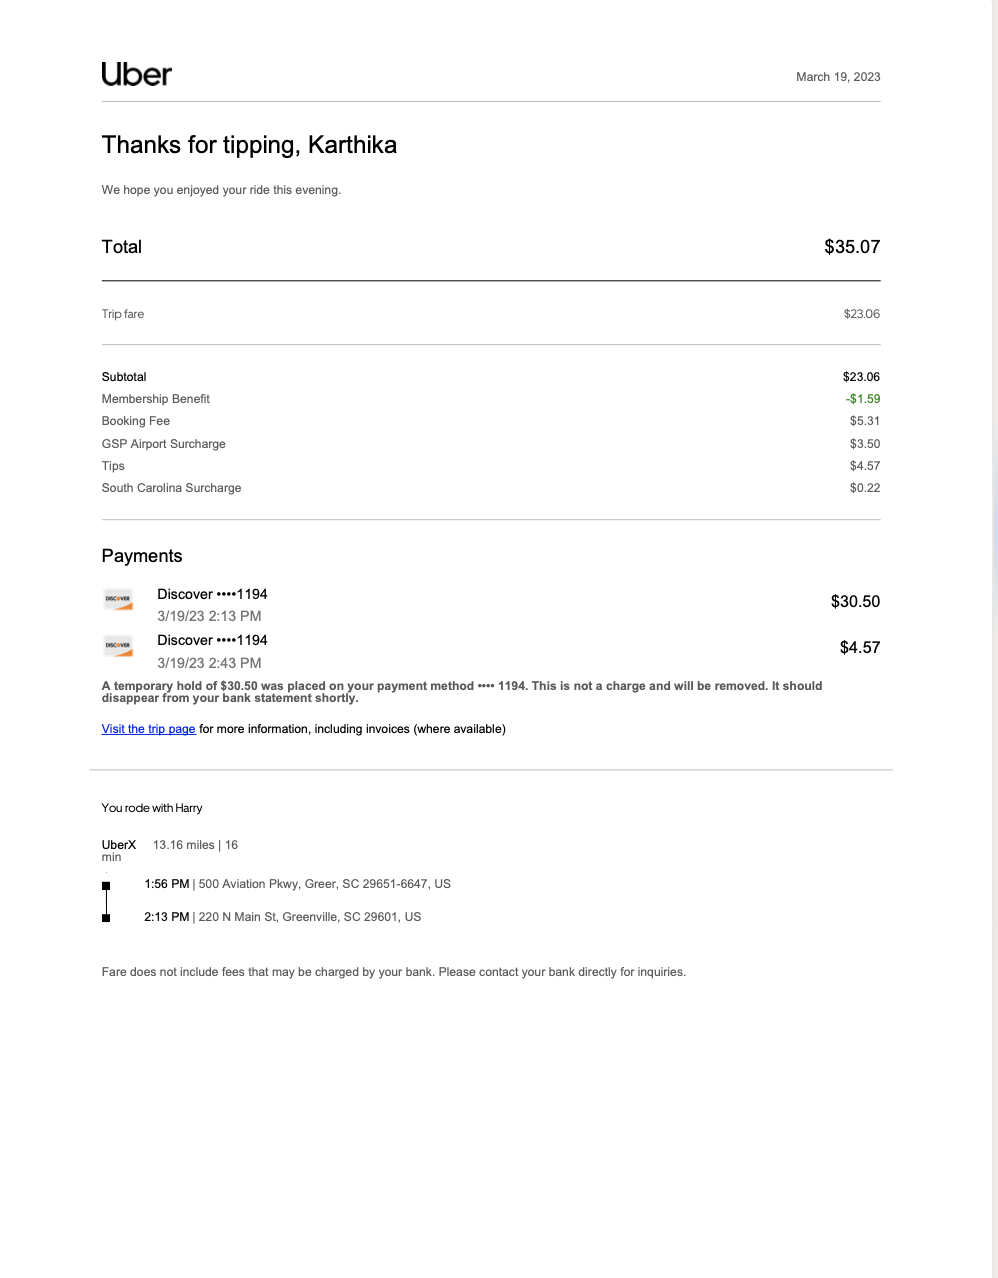 Uber
March 19, 2023
Thanks for tipping, Karthika
We hope you enjoyed your ride this evening.
Total $35.07
Trip fare $23.06
Subtotal $23.06
Membership Benefit -$1.59
Booking Fee $5.31
GSP Airport Surcharge $3.50
Tips $4.57
South Carolina Surcharge $0.22
Payments
DISCOVER Discover ••••1194 $30.50
3/19/23 2:13 PM
DISCOVER Discover ••••1194 $4.57
3/19/23 2:43 PM
A temporary hold of $30.50 was placed on your payment method •••• 1194. This is not a charge and will be removed. It should
disappear from your bank statement shortly.
Visit the trip page for more information, including invoices (where available)
You rode with Harry
UberX 13.16 miles | 16
min
1:56 PM | 500 Aviation Pkwy, Greer, SC 29651-6647, US
2:13 PM | 220 N Main St, Greenville, SC 29601, US
Fare does not include fees that may be charged by your bank. Please contact your bank directly for inquiries.